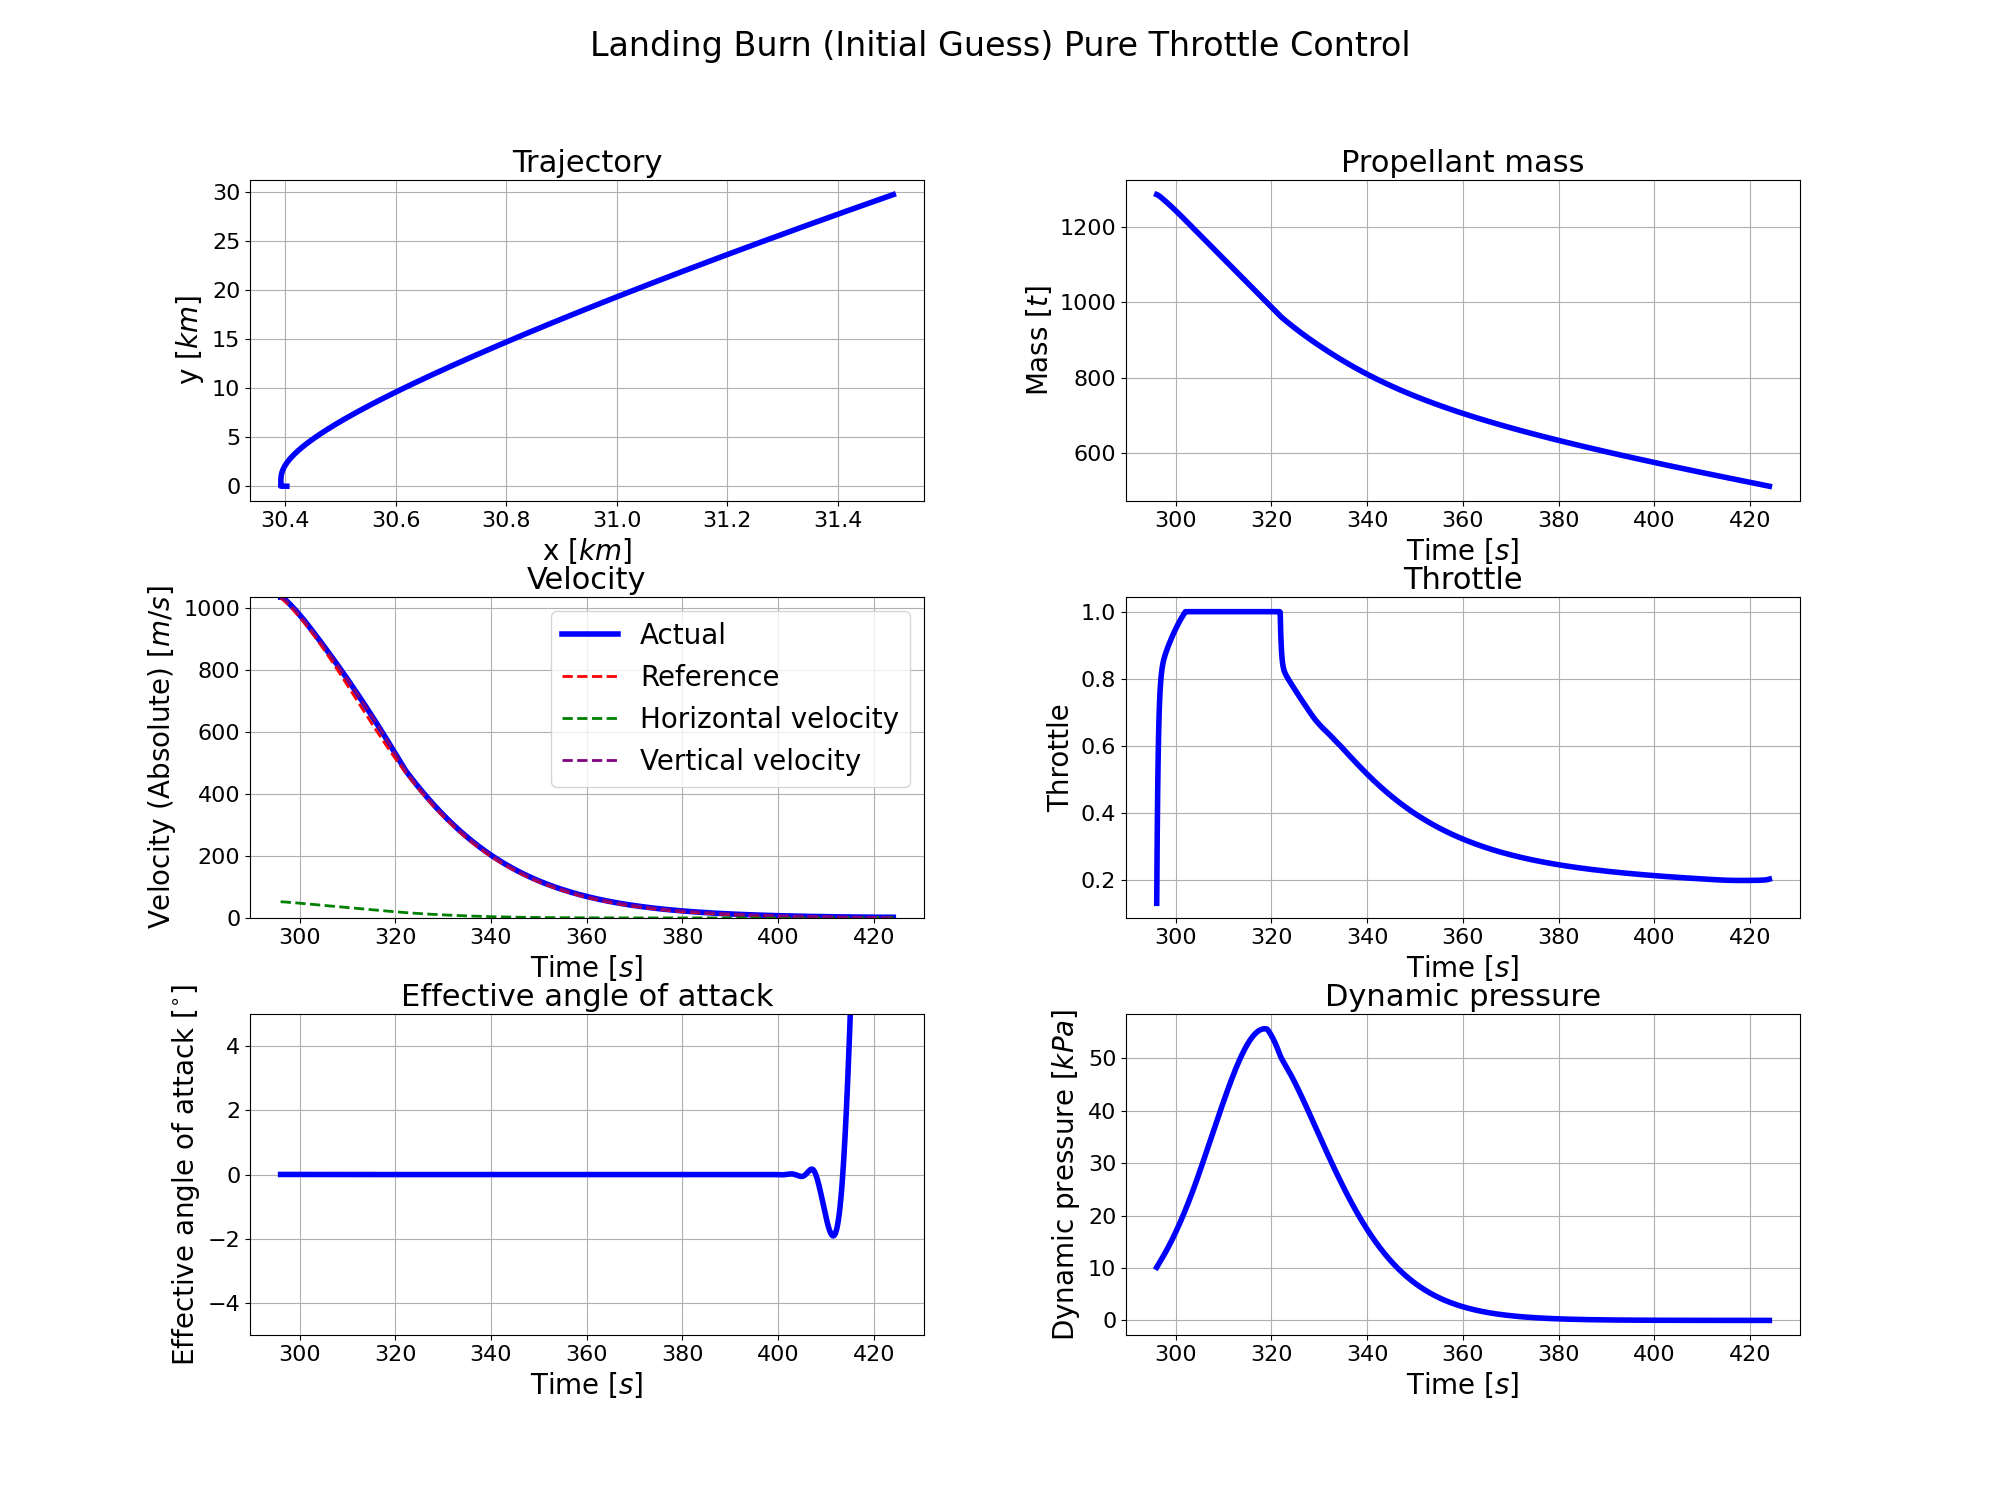 Landing Burn (Initial Guess) Pure Throttle Control
Trajectory
y [km]
30
25
20
15
10
5
0
30.4 30.6 30.8 31.0 31.2 31.4
x [km]
Propellant mass
Mass [t]
1200
1000
800
600
300 320 340 360 380 400 420
Time [s]
Velocity
Velocity (Absolute) [m/s]
1000
800
600
400
200
0
Actual
Reference
Horizontal velocity
Vertical velocity
300 320 340 360 380 400 420
Time [s]
Throttle
Throttle
1.0
0.8
0.6
0.4
0.2
300 320 340 360 380 400 420
Time [s]
Effective angle of attack
Effective angle of attack [°]
4
2
0
−2
−4
300 320 340 360 380 400 420
Time [s]
Dynamic pressure
Dynamic pressure [kPa]
50
40
30
20
10
0
300 320 340 360 380 400 420
Time [s]